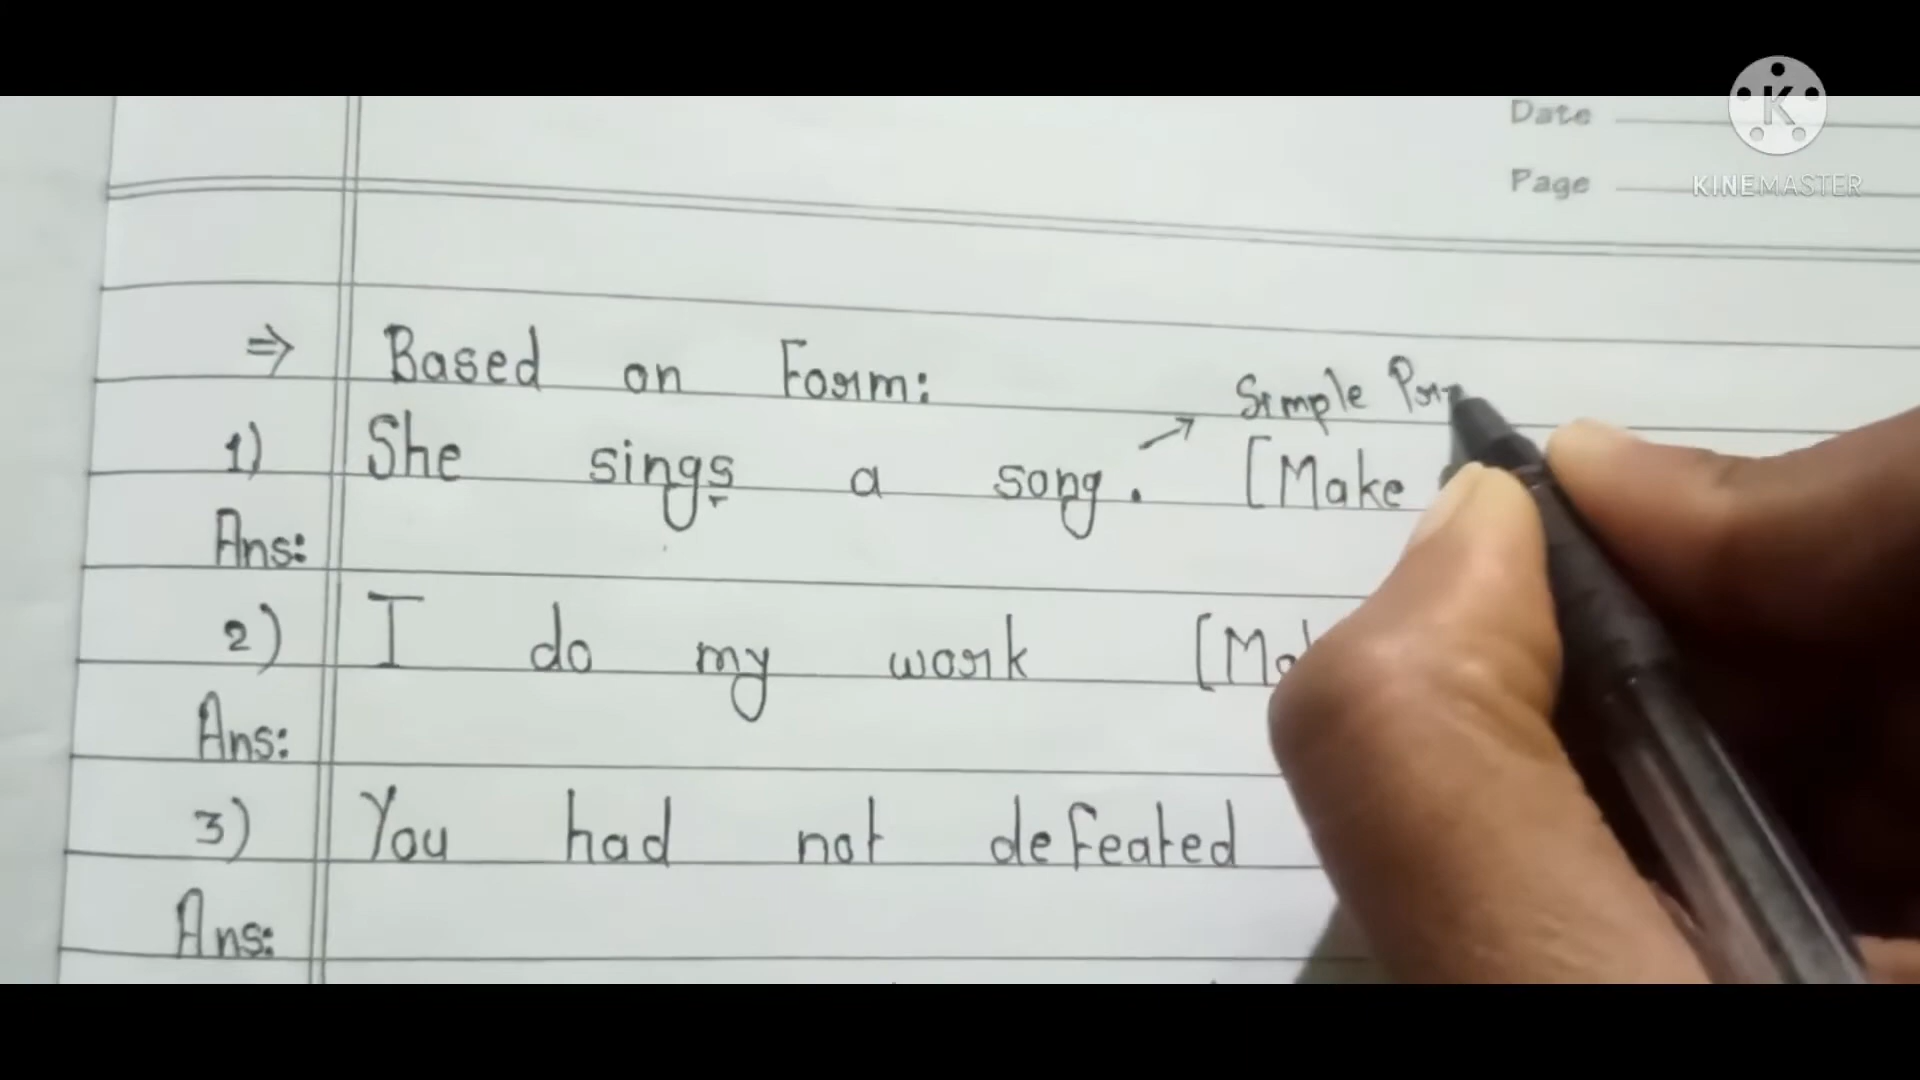 Date
Page
KINEMASTER
⇒ Based on Form:
Simple
1) She sings a song. → [Make
Ans:
2) I do my work
Ans:
3) You had not defeated
Ans: